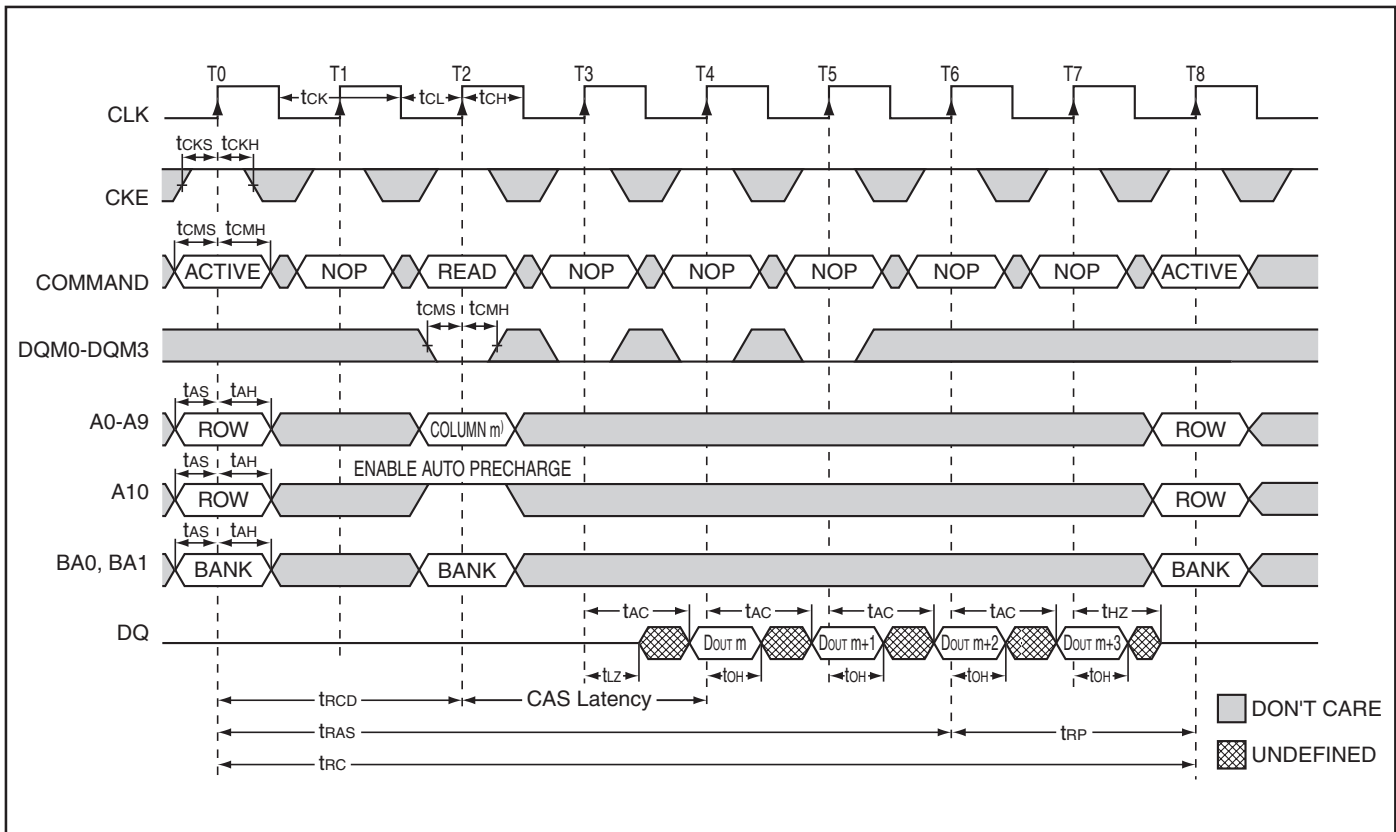 T0 T1 T2 T3 T4 T5 T6 T7 T8
CLK tCK tCL tCH
tCKS tCKH
CKE
tCMS tCMH
COMMAND ACTIVE NOP READ NOP NOP NOP NOP NOP ACTIVE
tCMS tCMH
DQM0-DQM3
tAS tAH
A0-A9 ROW COLUMN m) ROW
tAS tAH ENABLE AUTO PRECHARGE
A10 ROW ROW
tAS tAH
BA0, BA1 BANK BANK BANK
tAC tAC tAC tAC tHZ
DQ DOUT m DOUT m+1 DOUT m+2 DOUT m+3
tLZ tOH tOH tOH tOH
tRCD CAS Latency
DON'T CARE
tRAS tRP
UNDEFINED
tRC